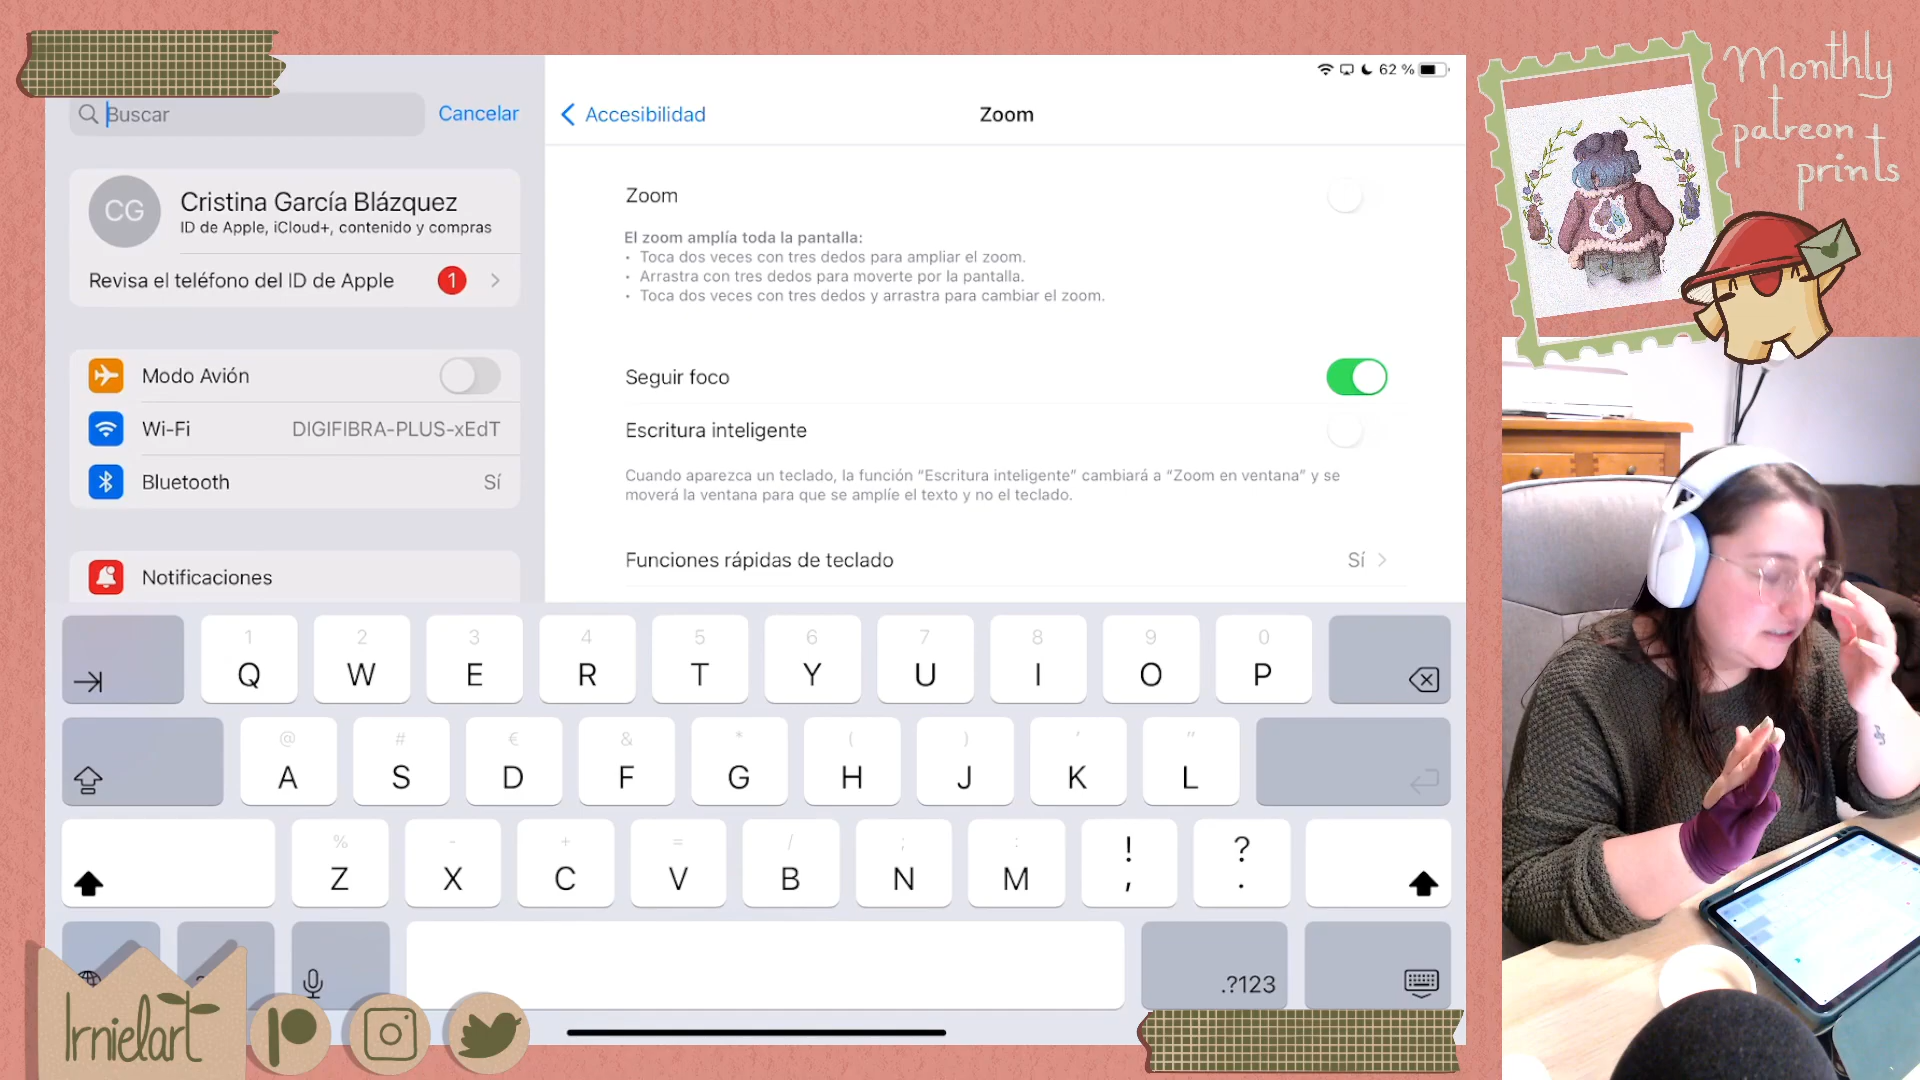 Buscar
Cancelar
Cristina García Blázquez
ID de Apple, iCloud+, contenido y compras
Revisa el teléfono del ID de Apple
1
Modo Avión
Wi-Fi
DIGIFIBRA-PLUS-xEdT
Bluetooth
Sí
Notificaciones
62 %
Accesibilidad
Zoom
Zoom
El zoom amplía toda la pantalla:
• Toca dos veces con tres dedos para ampliar el zoom.
• Arrastra con tres dedos para moverte por la pantalla.
• Toca dos veces con tres dedos y arrastra para cambiar el zoom.
Seguir foco
Escritura inteligente
Cuando aparezca un teclado, la función “Escritura inteligente” cambiará a “Zoom en ventana” y se
moverá la ventana para que se amplíe el texto y no el teclado.
Funciones rápidas de teclado
Sí
1 2 3 4 5 6 7 8 9 0
Q W E R T Y U I O P
@ # € & * ( ) ' "
A S D F G H J K L
% - + = / ; : ! ?
Z X C V B N M , .
.?123
CG
Monthly
patreon
prints
Irnielart